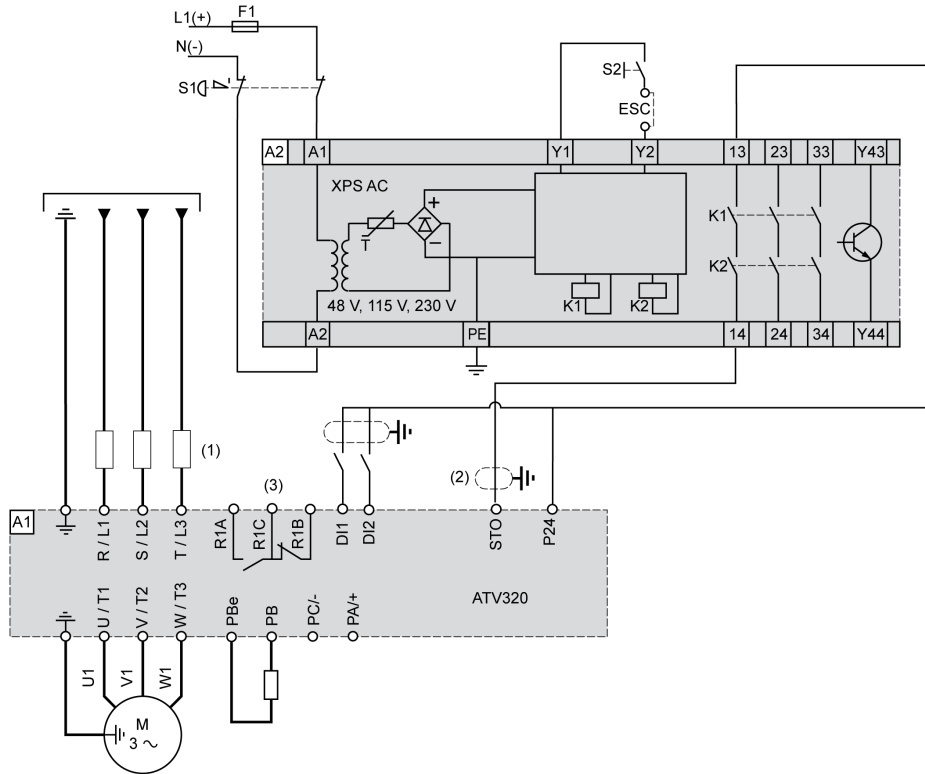 L1(+) F1
N(-)
S1
S2
ESC
A2 A1 Y1 Y2 13 23 33 Y43
XPS AC
+
T
−
K1
K2
48 V, 115 V, 230 V
K1 K2
A2 PE 14 24 34 Y44
(1)
(3)
(2)
A1
R / L1
S / L2
T / L3
R1A
R1C
R1B
DI1
DI2
STO
P24
ATV320
U / T1
V / T2
W / T3
PBe
PB
PC/-
PA/+
U1
V1
W1
M
3 ~